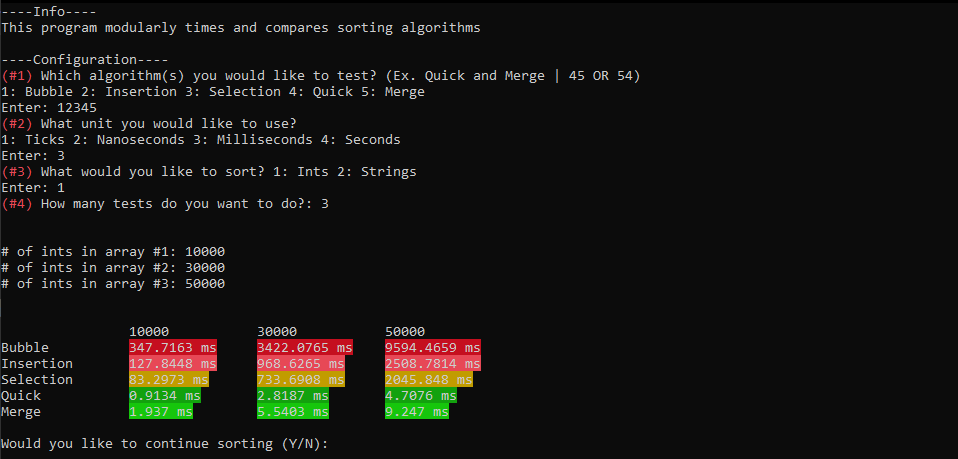 ----Info----
This program modularly times and compares sorting algorithms
----Configuration----
(#1) Which algorithm(s) you would like to test? (Ex. Quick and Merge | 45 OR 54)
1: Bubble 2: Insertion 3: Selection 4: Quick 5: Merge
Enter: 12345
(#2) What unit you would like to use?
1: Ticks 2: Nanoseconds 3: Milliseconds 4: Seconds
Enter: 3
(#3) What would you like to sort? 1: Ints 2: Strings
Enter: 1
(#4) How many tests do you want to do?: 3
# of ints in array #1: 10000
# of ints in array #2: 30000
# of ints in array #3: 50000
10000 30000 50000
Bubble 347.7163 ms 3422.0765 ms 9594.4659 ms
Insertion 127.8448 ms 968.6265 ms 2508.7814 ms
Selection 83.2973 ms 733.6908 ms 2045.848 ms
Quick 0.9134 ms 2.8187 ms 4.7076 ms
Merge 1.937 ms 5.5403 ms 9.247 ms
Would you like to continue sorting (Y/N):